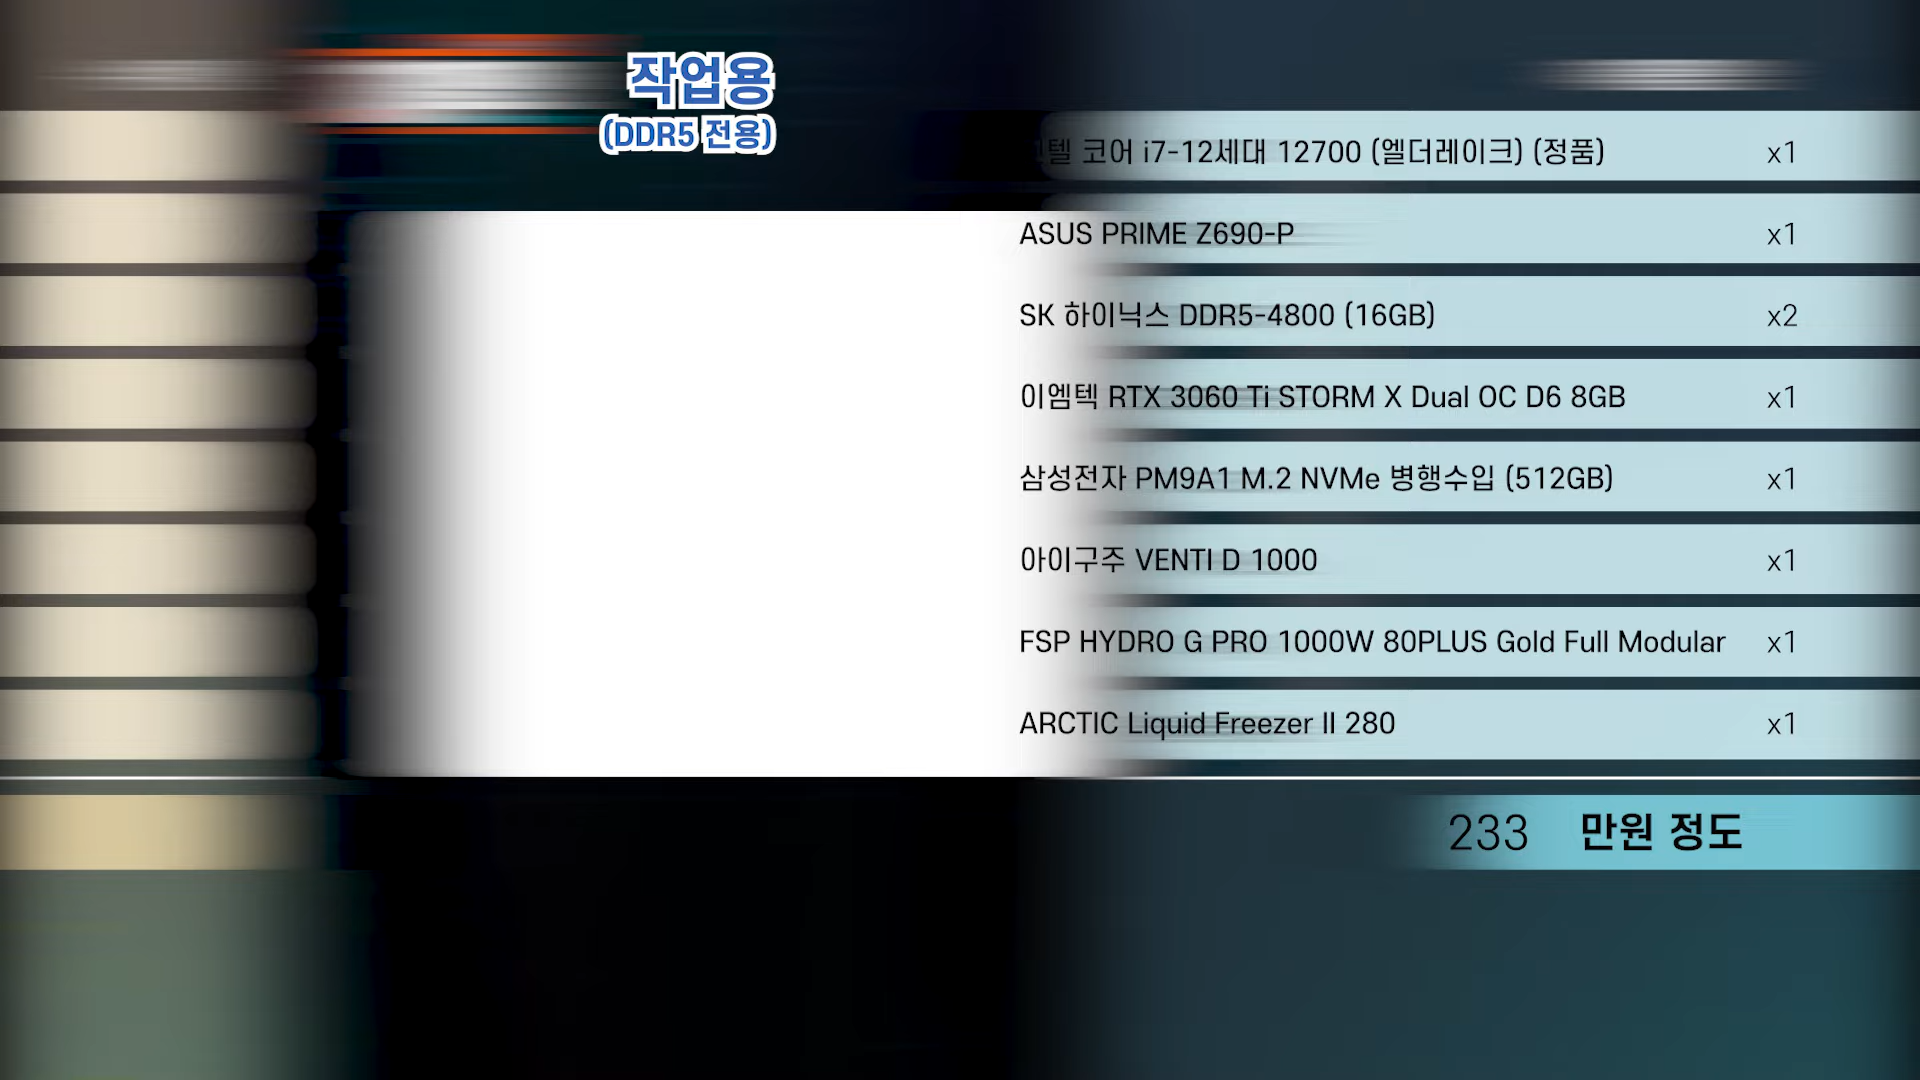 작업용
(DDR5 전용)
코어 i7-12세대 12700 (엘더레이크) (정품) x1
ASUS PRIME Z690-P x1
SK 하이닉스 DDR5-4800 (16GB) x2
이엠텍 RTX 3060 Ti STORM X Dual OC D6 8GB x1
삼성전자 PM9A1 M.2 NVMe 병행수입 (512GB) x1
아이구주 VENTI D 1000 x1
FSP HYDRO G PRO 1000W 80PLUS Gold Full Modular x1
ARCTIC Liquid Freezer II 280 x1
233 만원 정도